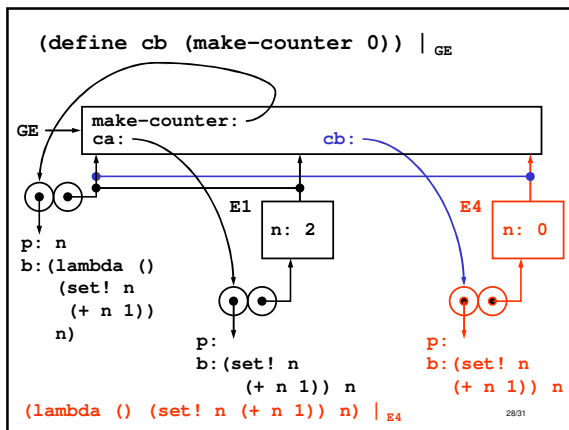 (define cb (make-counter 0)) | GE
make-counter:
GE
ca:
cb:
E1
E4
n: 2
n: 0
p: n
b:(lambda ()
(set! n
(+ n 1))
n)
p:
b:(set! n
(+ n 1)) n
p:
b:(set! n
(+ n 1)) n
(lambda () (set! n (+ n 1)) n) | E4
28/31